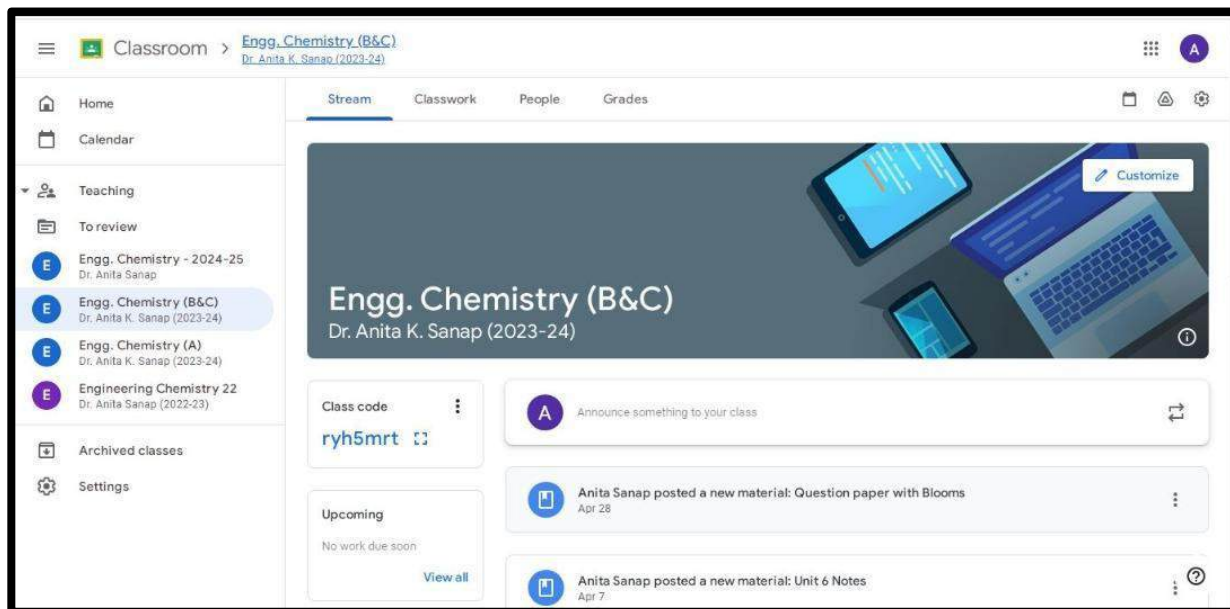 Classroom > Engg. Chemistry (B&C)
Dr. Anita K. Sanap (2023-24)
A
Home
Calendar
Teaching
To review
E Engg. Chemistry - 2024-25
Dr. Anita Sanap
E Engg. Chemistry (B&C)
Dr. Anita K. Sanap (2023-24)
E Engg. Chemistry (A)
Dr. Anita K. Sanap (2023-24)
E Engineering Chemistry 22
Dr. Anita Sanap (2022-23)
Archived classes
Settings
Stream Classwork People Grades
Customize
Engg. Chemistry (B&C)
Dr. Anita K. Sanap (2023-24)
Class code
ryh5mrt
Upcoming
No work due soon
View all
A Announce something to your class
Anita Sanap posted a new material: Question paper with Blooms
Apr 28
Anita Sanap posted a new material: Unit 6 Notes
Apr 7